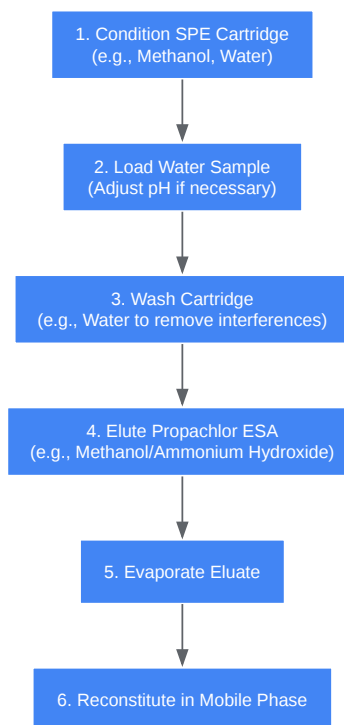 1. Condition SPE Cartridge
(e.g., Methanol, Water)
2. Load Water Sample
(Adjust pH if necessary)
3. Wash Cartridge
(e.g., Water to remove interferences)
4. Elute Propachlor ESA
(e.g., Methanol/Ammonium Hydroxide)
5. Evaporate Eluate
6. Reconstitute in Mobile Phase